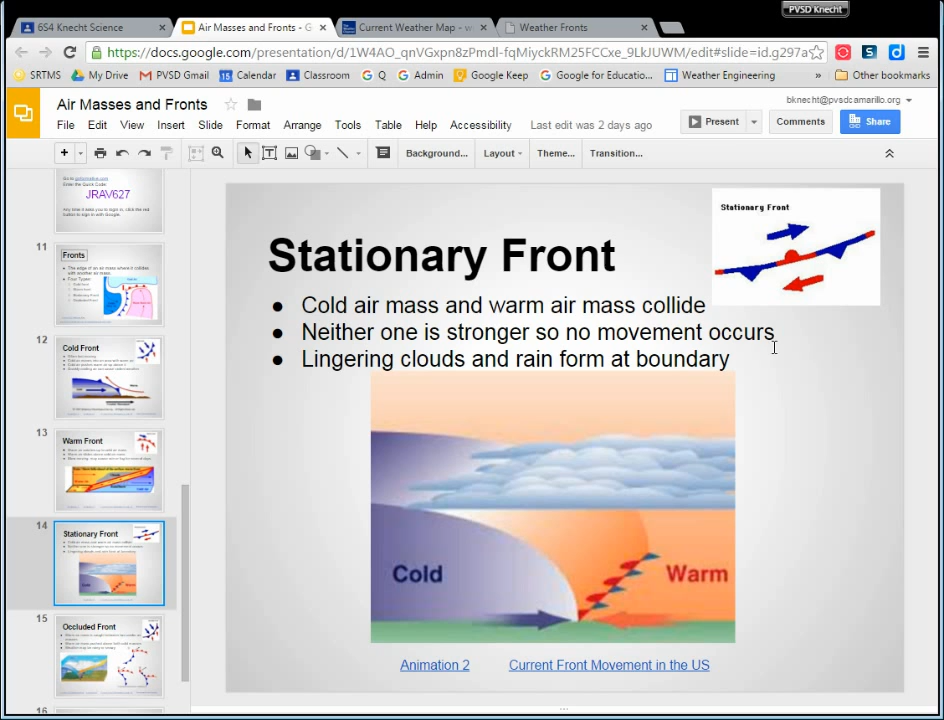 PVSD Knecht
6S4 Knecht Science
Air Masses and Fronts - G
Current Weather Map - w
Weather Fronts
https://docs.google.com/presentation/d/1W4AO_qnVGxpn8zPmdl-fqMiyckRM25FCCxe_9LkJUWM/edit#slide=id.g297a
SRTMS My Drive PVSD Gmail Calendar Classroom G Q G Admin Google Keep Google for Educatio... Weather Engineering » Other bookmarks
Air Masses and Fronts
bknecht@pvsdcamarillo.org
File Edit View Insert Slide Format Arrange Tools Table Help Accessibility Last edit was 2 days ago
Present Comments Share
Background... Layout Theme... Transition...
Enter the Quick Code:
JRAV627
11
Fronts
12
Cold Front
13
Warm Front
14
Stationary Front
15
Occluded Front
16
Stationary Front
Stationary Front
● Cold air mass and warm air mass collide
● Neither one is stronger so no movement occurs
● Lingering clouds and rain form at boundary
Cold
Warm
Animation 2 Current Front Movement in the US